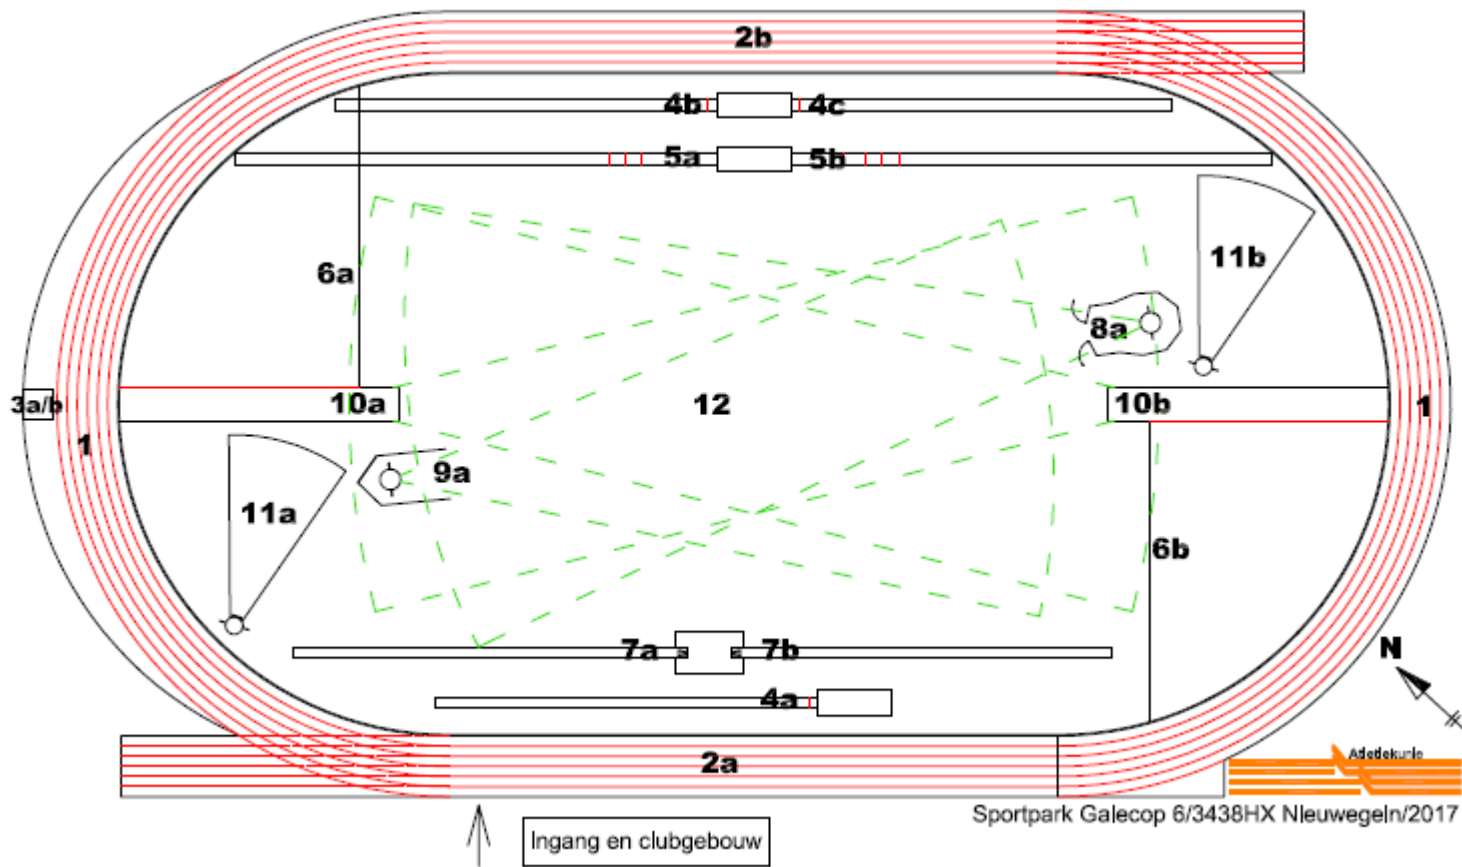 2b
4b 4c
5a 5b
6a
11b
8a
3a/b
10a
12
10b
1
1
9a
11a
6b
7a 7b
N
4a
2a
Atletiekunie
Sportpark Galecop 6/3438HX Nieuwegein/2017
Ingang en clubgebouw